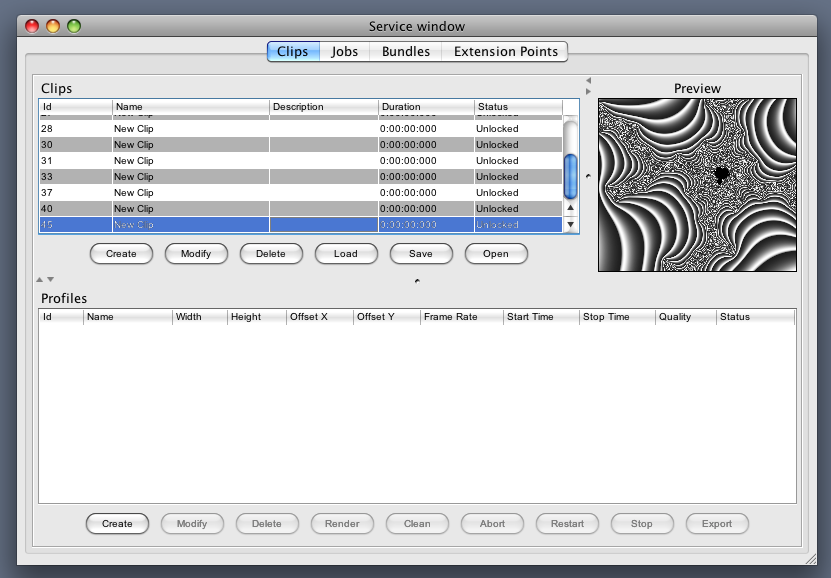 Service window
Clips Jobs Bundles Extension Points
Clips
Preview
Id Name Description Duration Status
28 New Clip 0:00:00:000 Unlocked
30 New Clip 0:00:00:000 Unlocked
31 New Clip 0:00:00:000 Unlocked
33 New Clip 0:00:00:000 Unlocked
37 New Clip 0:00:00:000 Unlocked
40 New Clip 0:00:00:000 Unlocked
45 New Clip 0:00:00:000 Unlocked
Create Modify Delete Load Save Open
Profiles
Id Name Width Height Offset X Offset Y Frame Rate Start Time Stop Time Quality Status
Create Modify Delete Render Clean Abort Restart Stop Export